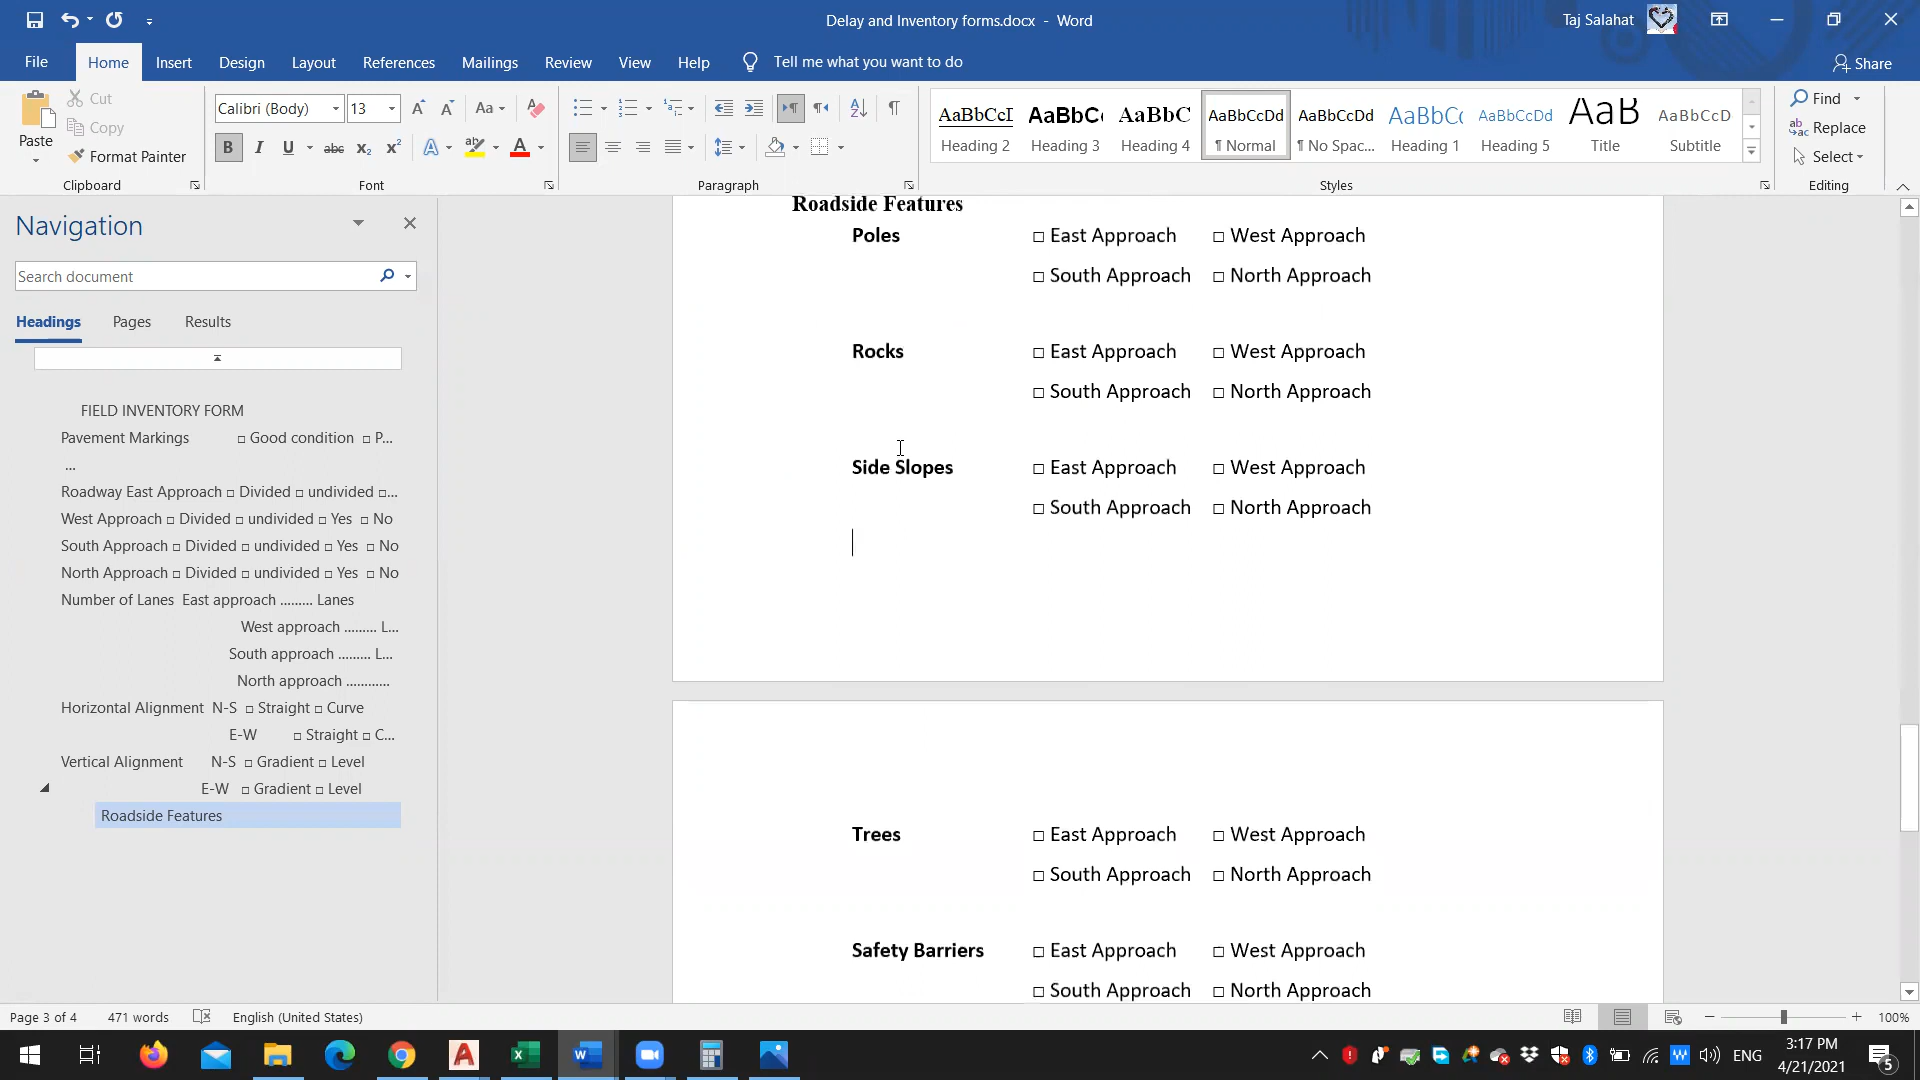 Delay and Inventory forms.docx - Word
Taj Salahat
File Home Insert Design Layout References Mailings Review View Help Tell me what you want to do Share
Paste
Cut
Copy
Format Painter
Clipboard
Calibri (Body) 13
Font
Paragraph
AaBbCcI Heading 2
AaBbC Heading 3
AaBbC Heading 4
AaBbCcDd ¶ Normal
AaBbCcDd ¶ No Spac...
AaBbCc Heading 1
AaBbCcDd Heading 5
AaB Title
AaBbCcD Subtitle
Styles
Find
Replace
Select
Editing
Navigation
Search document
Headings Pages Results
FIELD INVENTORY FORM
Pavement Markings □ Good condition □ P...
...
Roadway East Approach □ Divided □ undivided □...
West Approach □ Divided □ undivided □ Yes □ No
South Approach □ Divided □ undivided □ Yes □ No
North Approach □ Divided □ undivided □ Yes □ No
Number of Lanes East approach ......... Lanes
West approach ......... L...
South approach ......... L...
North approach ............
Horizontal Alignment N-S □ Straight □ Curve
E-W □ Straight □ C...
Vertical Alignment N-S □ Gradient □ Level
E-W □ Gradient □ Level
Roadside Features
Roadside Features
Poles □ East Approach □ West Approach
□ South Approach □ North Approach
Rocks □ East Approach □ West Approach
□ South Approach □ North Approach
Side Slopes □ East Approach □ West Approach
□ South Approach □ North Approach
Trees □ East Approach □ West Approach
□ South Approach □ North Approach
Safety Barriers □ East Approach □ West Approach
□ South Approach □ North Approach
Page 3 of 4 471 words English (United States) 100%
ENG
3:17 PM
4/21/2021
5